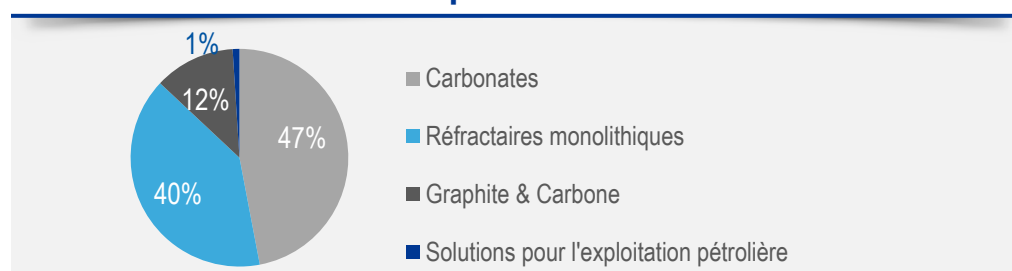 1%
12%
47%
40%
Carbonates
Réfractaires monolithiques
Graphite & Carbone
Solutions pour l'exploitation pétrolière